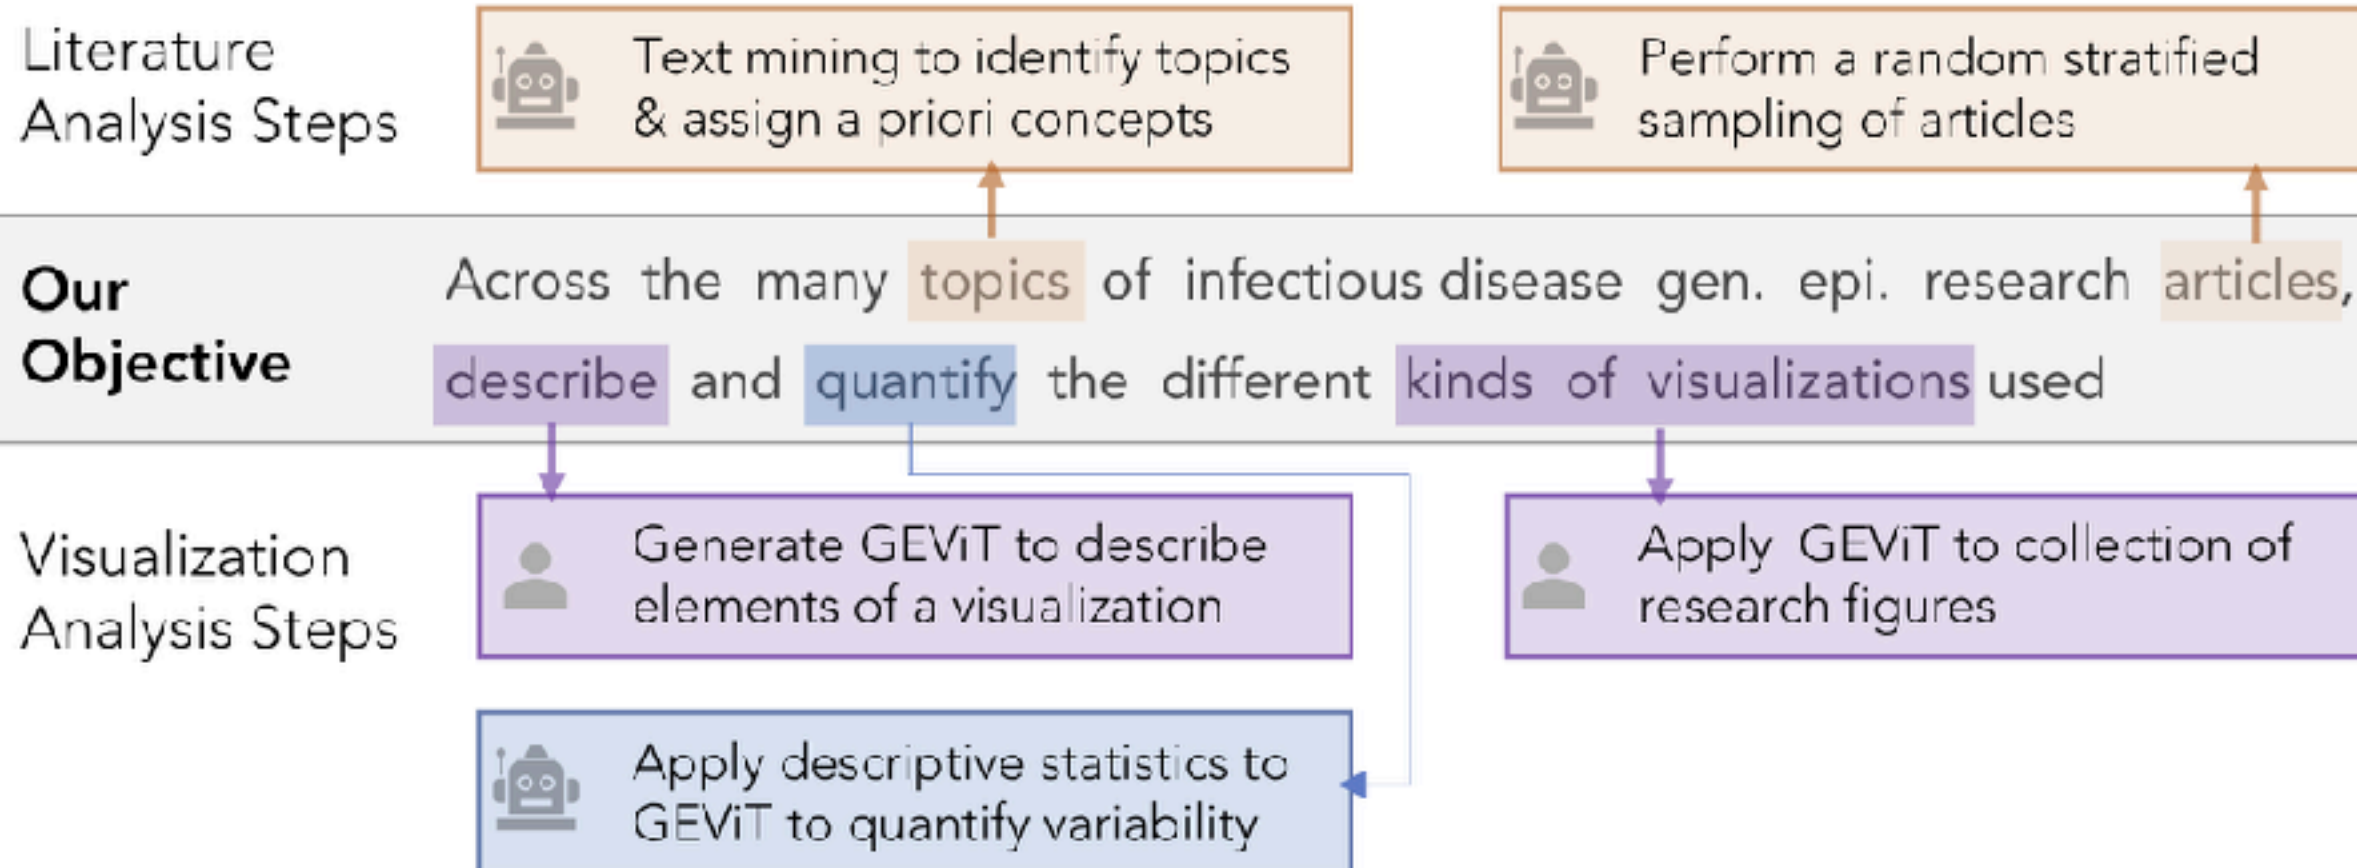 Literature
Analysis Steps
Text mining to identify topics
& assign a priori concepts
Perform a random stratified
sampling of articles
Our
Objective
Across the many topics of infectious disease gen. epi. research articles,
describe and quantify the different kinds of visualizations used
Visualization
Analysis Steps
Generate GEViT to describe
elements of a visualization
Apply GEViT to collection of
research figures
Apply descriptive statistics to
GEViT to quantify variability